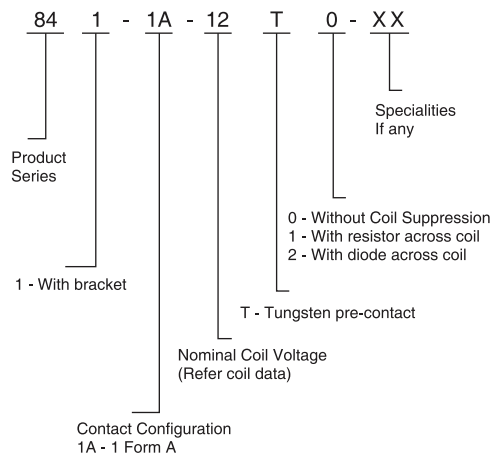 84 1 - 1A - 12 T 0 - XX
Specialities
If any
Product
Series
0 - Without Coil Suppression
1 - With resistor across coil
2 - With diode across coil
1 - With bracket
T - Tungsten pre-contact
Nominal Coil Voltage
(Refer coil data)
Contact Configuration
1A - 1 Form A